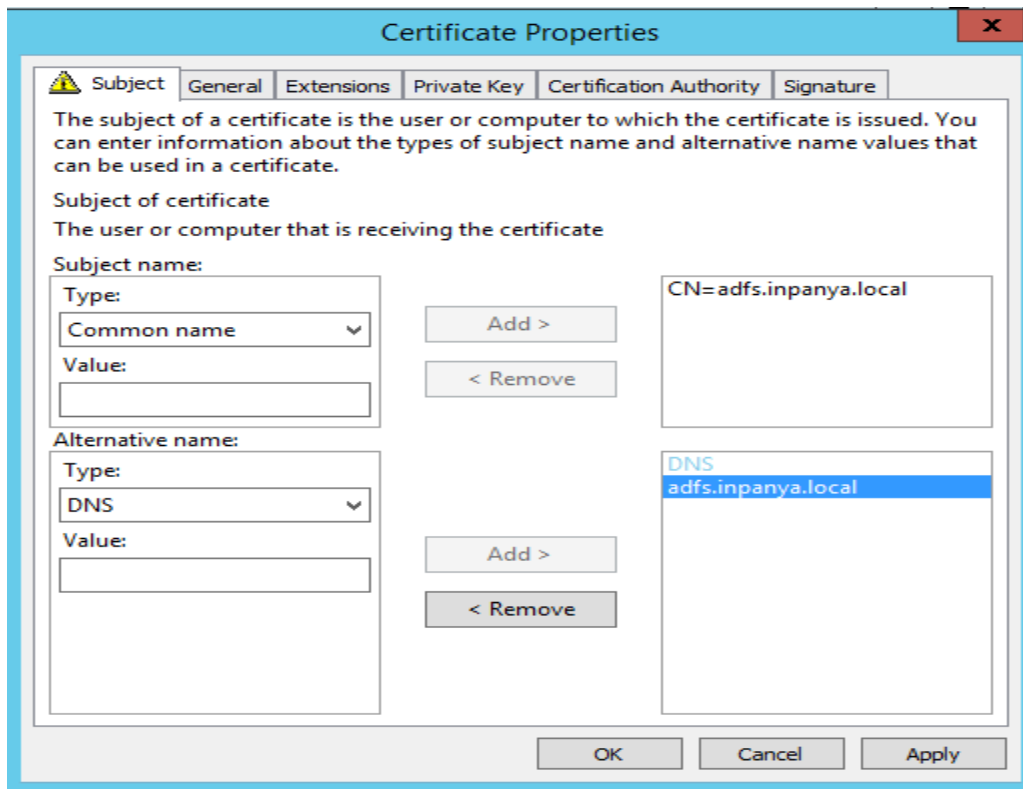 Certificate Properties
x
Subject General Extensions Private Key Certification Authority Signature
The subject of a certificate is the user or computer to which the certificate is issued. You
can enter information about the types of subject name and alternative name values that
can be used in a certificate.
Subject of certificate
The user or computer that is receiving the certificate
Subject name:
Type:
Common name
Value:
Add >
< Remove
CN=adfs.inpanya.local
Alternative name:
Type:
DNS
Value:
Add >
< Remove
DNS
adfs.inpanya.local
OK Cancel Apply